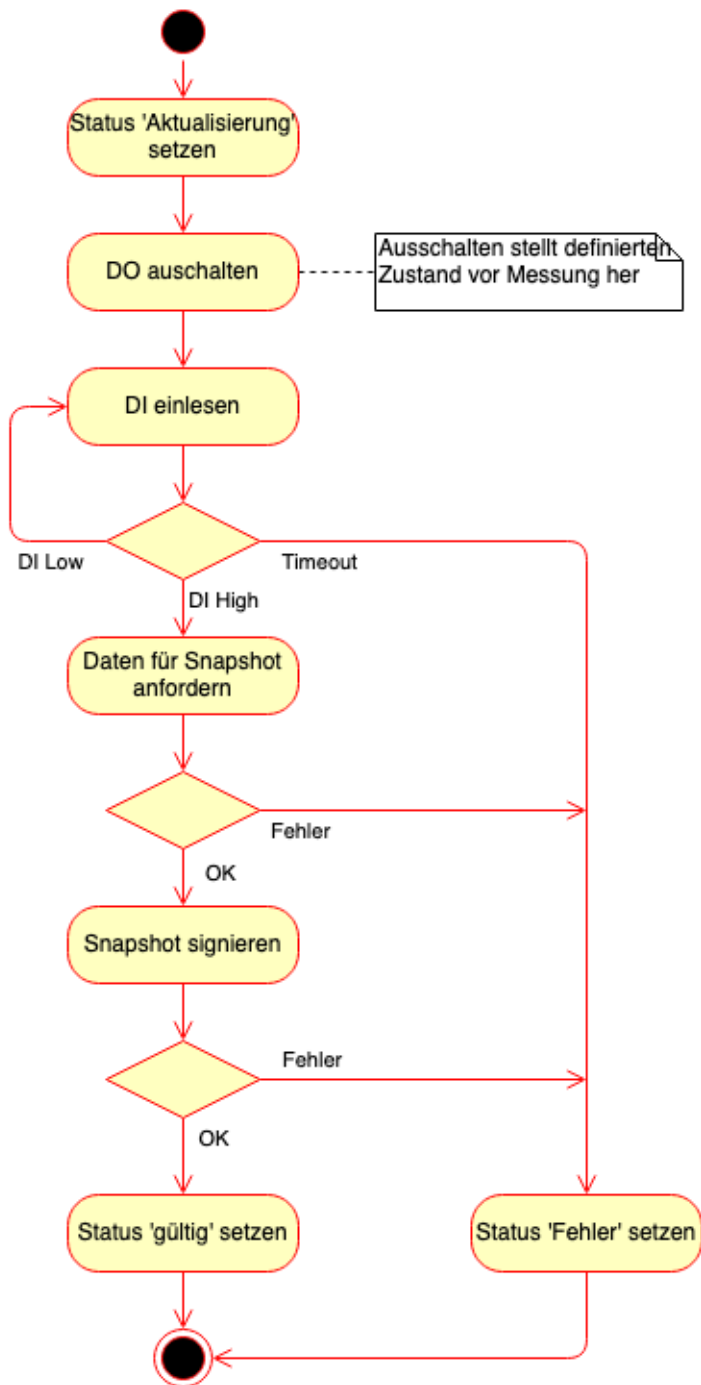 Status 'Aktualisierung'
setzen
DO auschalten
Ausschalten stellt definierten
Zustand vor Messung her
DI einlesen
DI Low
Timeout
DI High
Daten für Snapshot
anfordern
Fehler
OK
Snapshot signieren
Fehler
OK
Status 'gültig' setzen
Status 'Fehler' setzen